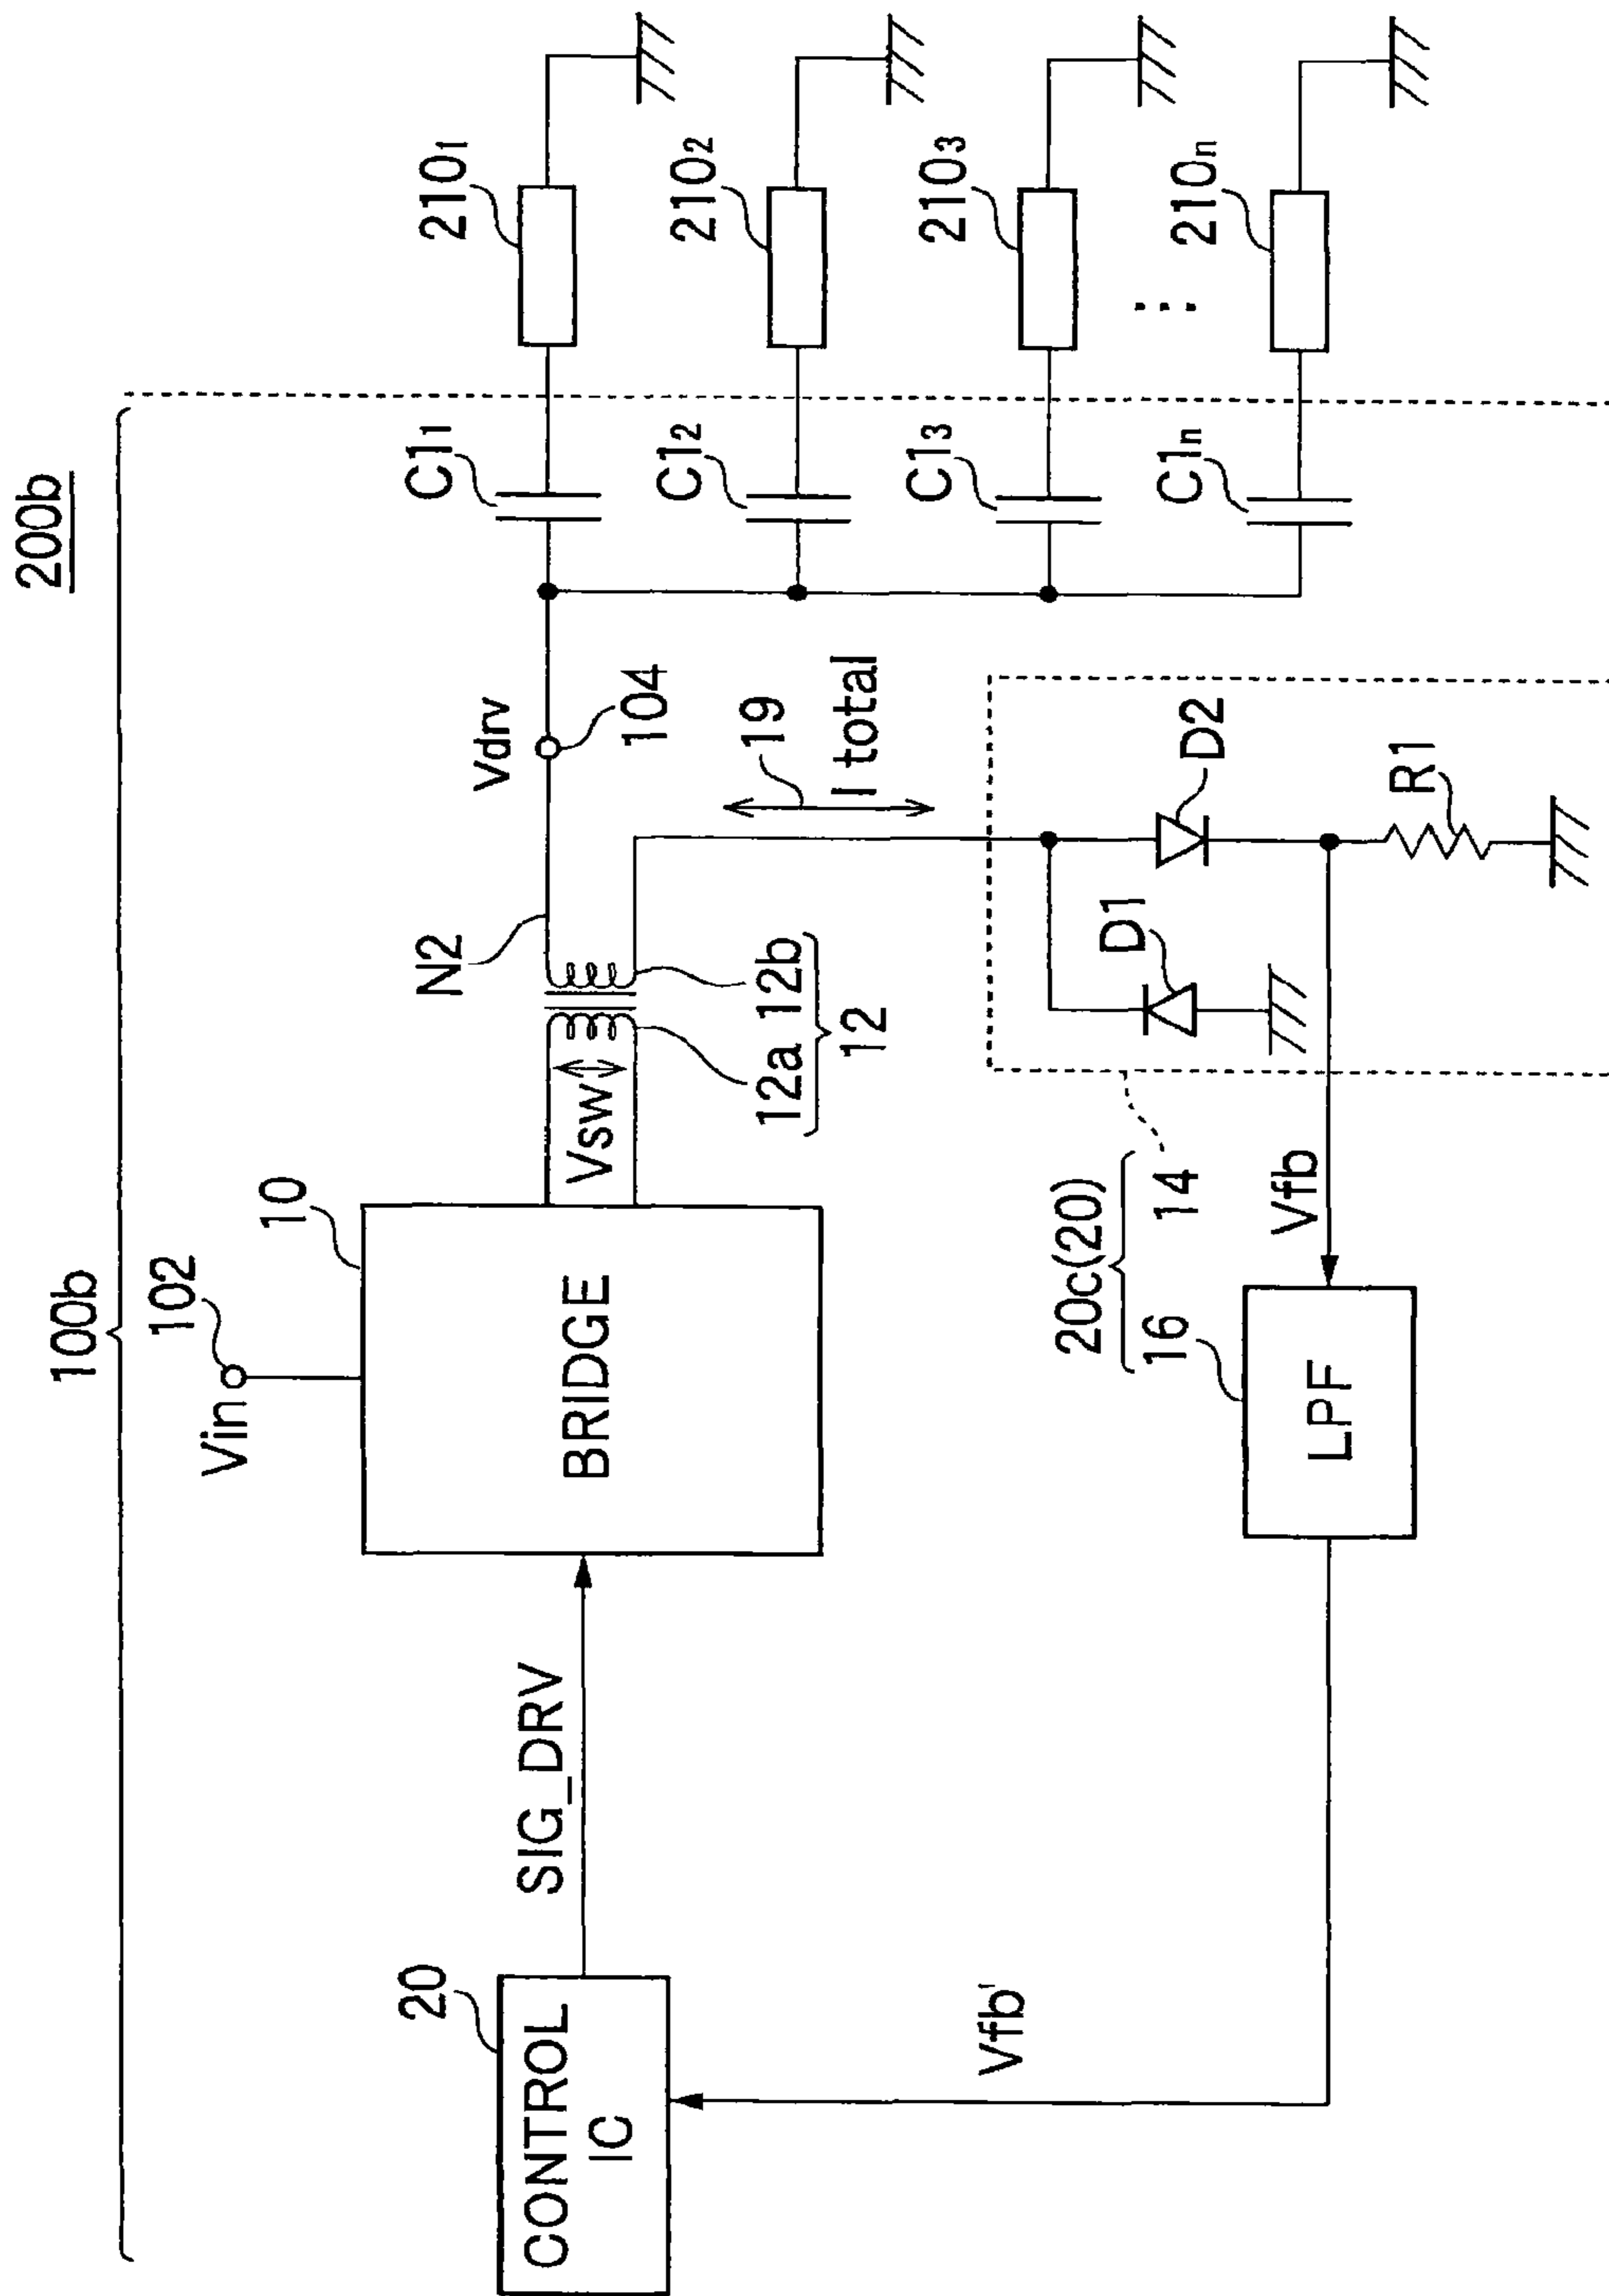 200b
100b
102
Vin
10
BRIDGE
Vsw
12a 12b
12
N2
Vdrv
104
C1₁
210₁
C1₂
210₂
C1₃
210₃
C1ₙ
210ₙ
⋮
19
I total
20
CONTROL
IC
SIG_DRV
Vfb'
20c(20)
16
14
LPF
Vfb
D1
D2
R1